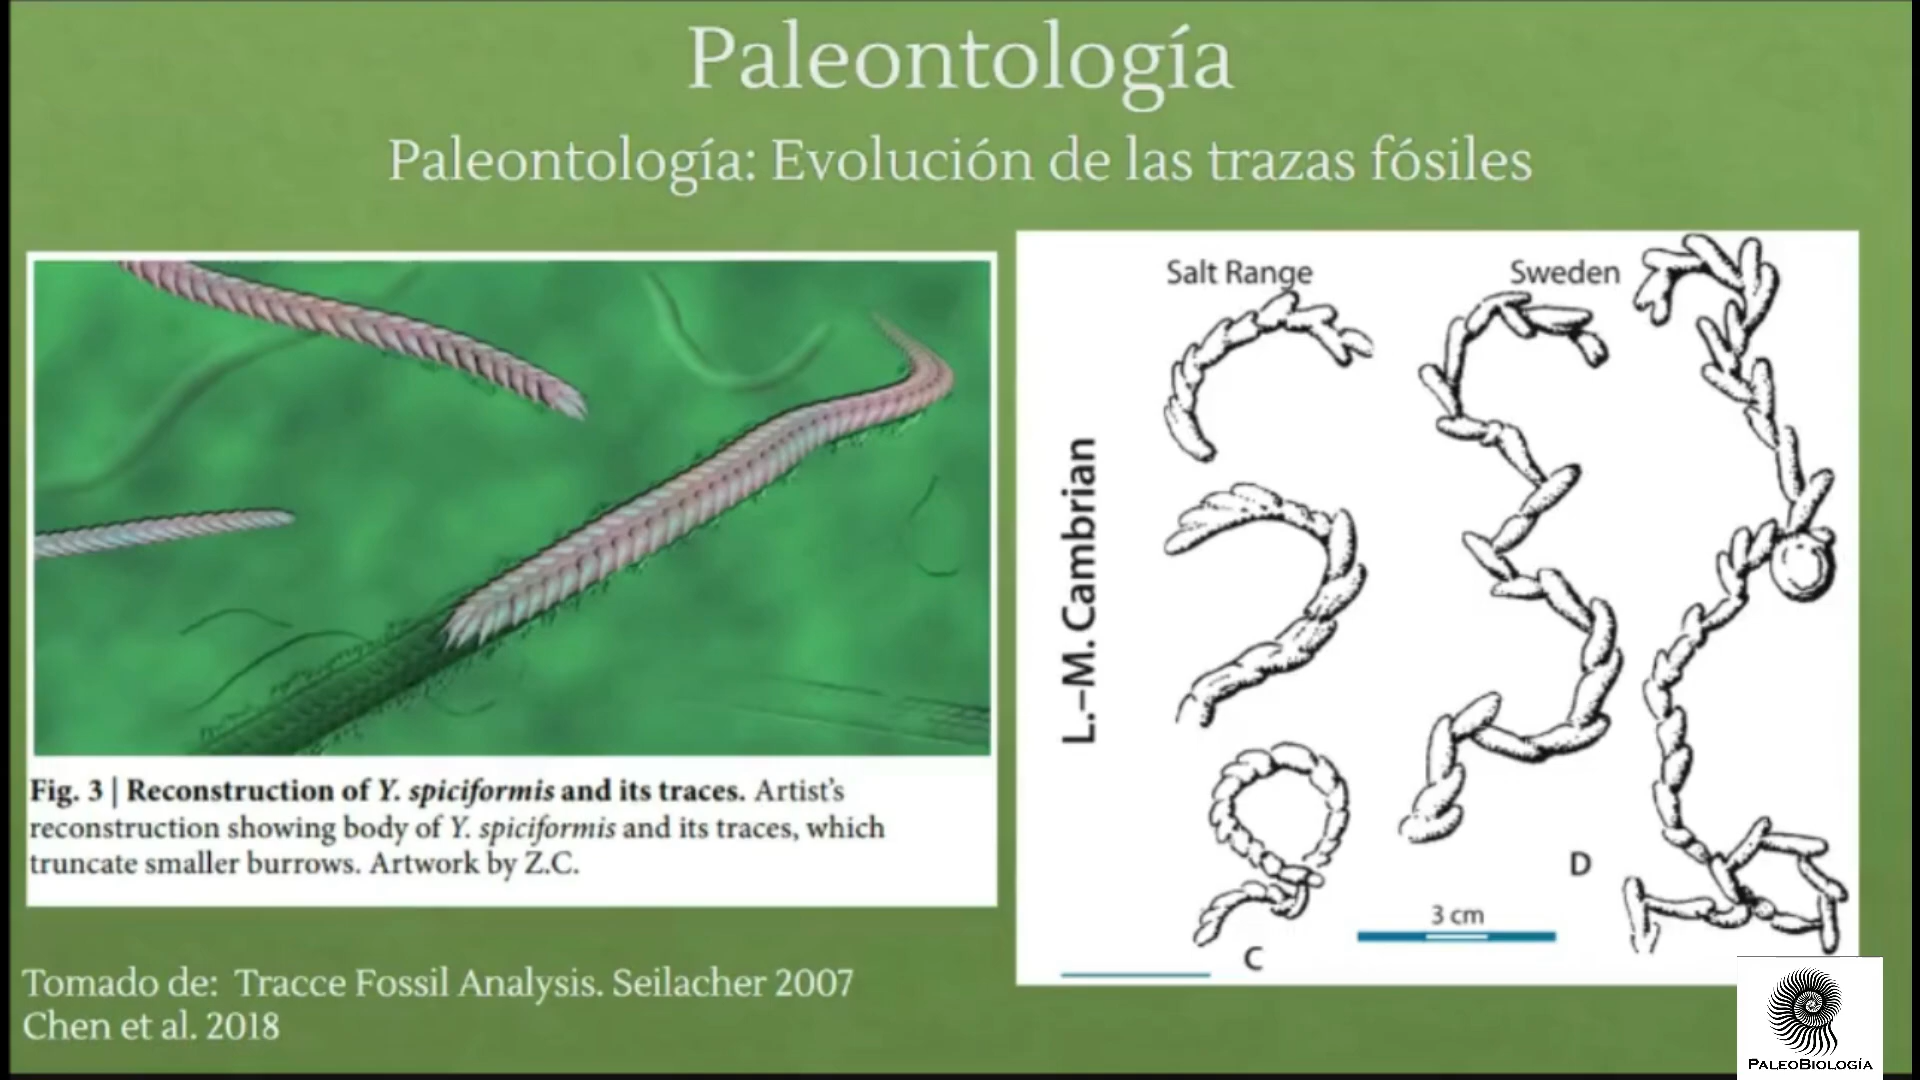 Paleontología
Paleontología: Evolución de las trazas fósiles
Fig. 3 | Reconstruction of Y. spiciformis and its traces. Artist's
reconstruction showing body of Y. spiciformis and its traces, which
truncate smaller burrows. Artwork by Z.C.
Salt Range
Sweden
L.–M. Cambrian
D
3 cm
C
Tomado de: Tracce Fossil Analysis. Seilacher 2007
Chen et al. 2018
PALEOBIOLOGÍA